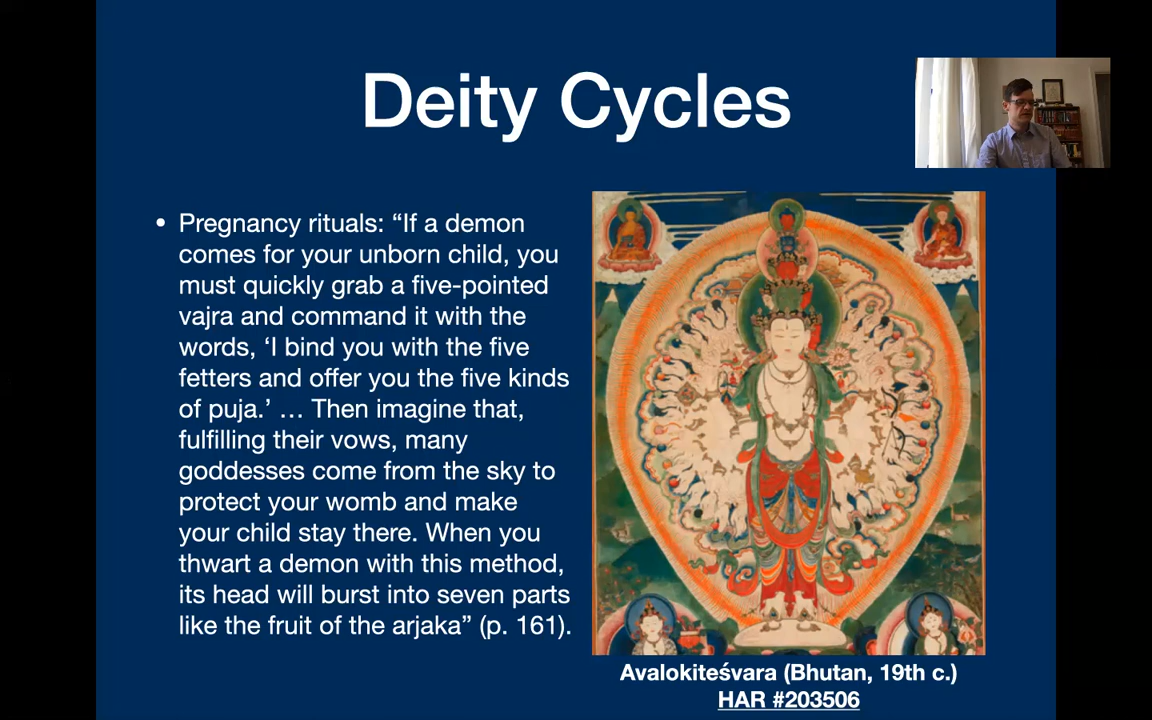 Deity Cycles
• Pregnancy rituals: “If a demon
comes for your unborn child, you
must quickly grab a five-pointed
vajra and command it with the
words, ‘I bind you with the five
fetters and offer you the five kinds
of puja.’ … Then imagine that,
fulfilling their vows, many
goddesses come from the sky to
protect your womb and make
your child stay there. When you
thwart a demon with this method,
its head will burst into seven parts
like the fruit of the arjaka” (p. 161).
Avalokiteśvara (Bhutan, 19th c.)
HAR #203506